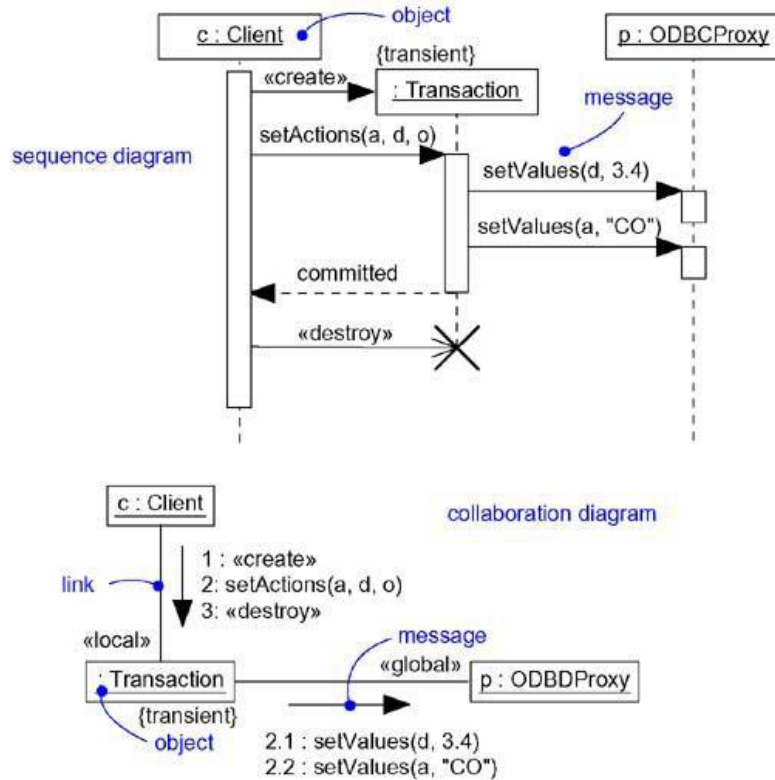 object
c : Client
p : ODBCProxy
{transient}
«create»
: Transaction
message
sequence diagram
setActions(a, d, o)
setValues(d, 3.4)
setValues(a, "CO")
committed
«destroy»
c : Client
collaboration diagram
1 : «create»
link
2: setActions(a, d, o)
3: «destroy»
message
«local»
«global»
: Transaction
p : ODBDProxy
{transient}
object
2.1 : setValues(d, 3.4)
2.2 : setValues(a, "CO")